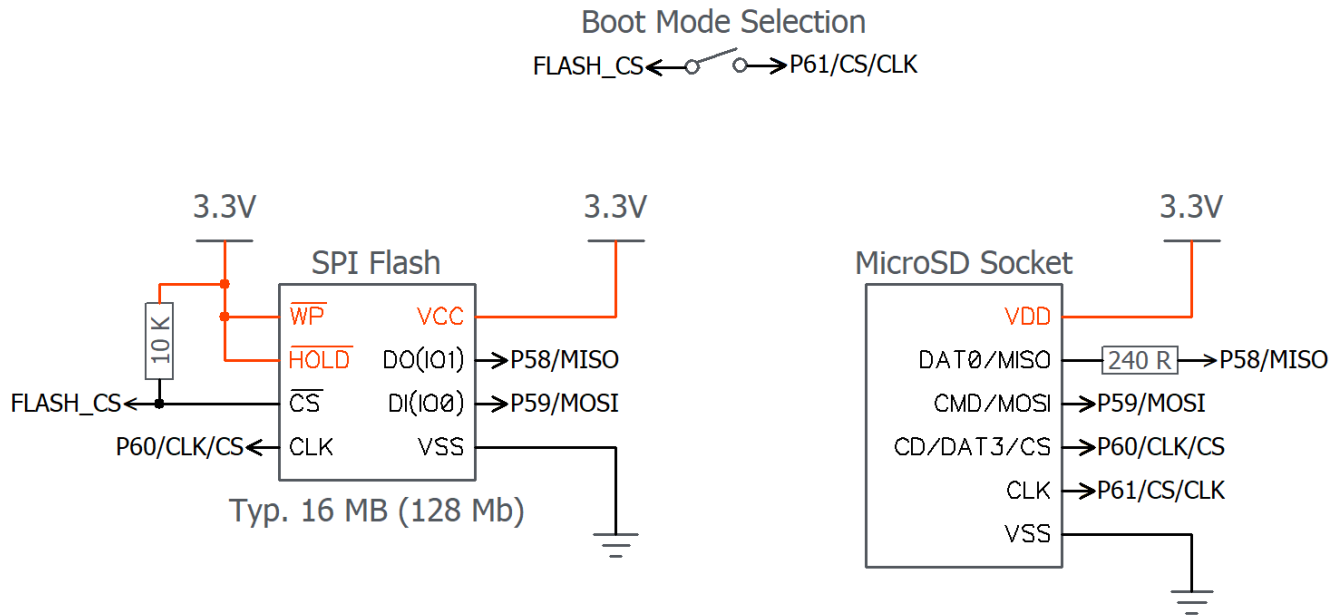 Boot Mode Selection
FLASH_CS P61/CS/CLK
3.3V 3.3V 3.3V
SPI Flash
MicroSD Socket
10 K
WP VCC
HOLD DO(IO1) P58/MISO
FLASH_CS CS DI(IO0) P59/MOSI
P60/CLK/CS CLK VSS
Typ. 16 MB (128 Mb)
VDD
DAT0/MISO 240 R P58/MISO
CMD/MOSI P59/MOSI
CD/DAT3/CS P60/CLK/CS
CLK P61/CS/CLK
VSS